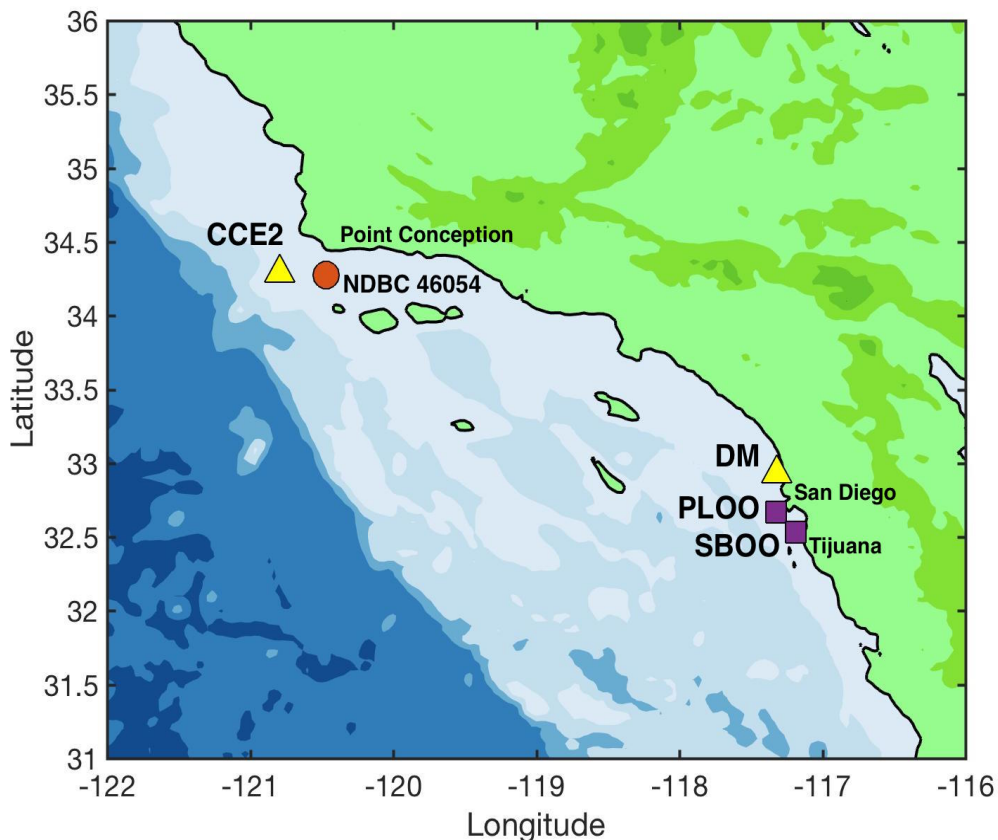 36
35.5
35
34.5
34
33.5
33
32.5
32
31.5
31
Latitude
CCE2
Point Conception
NDBC 46054
DM
San Diego
PLOO
SBOO
Tijuana
-122
-121
-120
-119
-118
-117
-116
Longitude